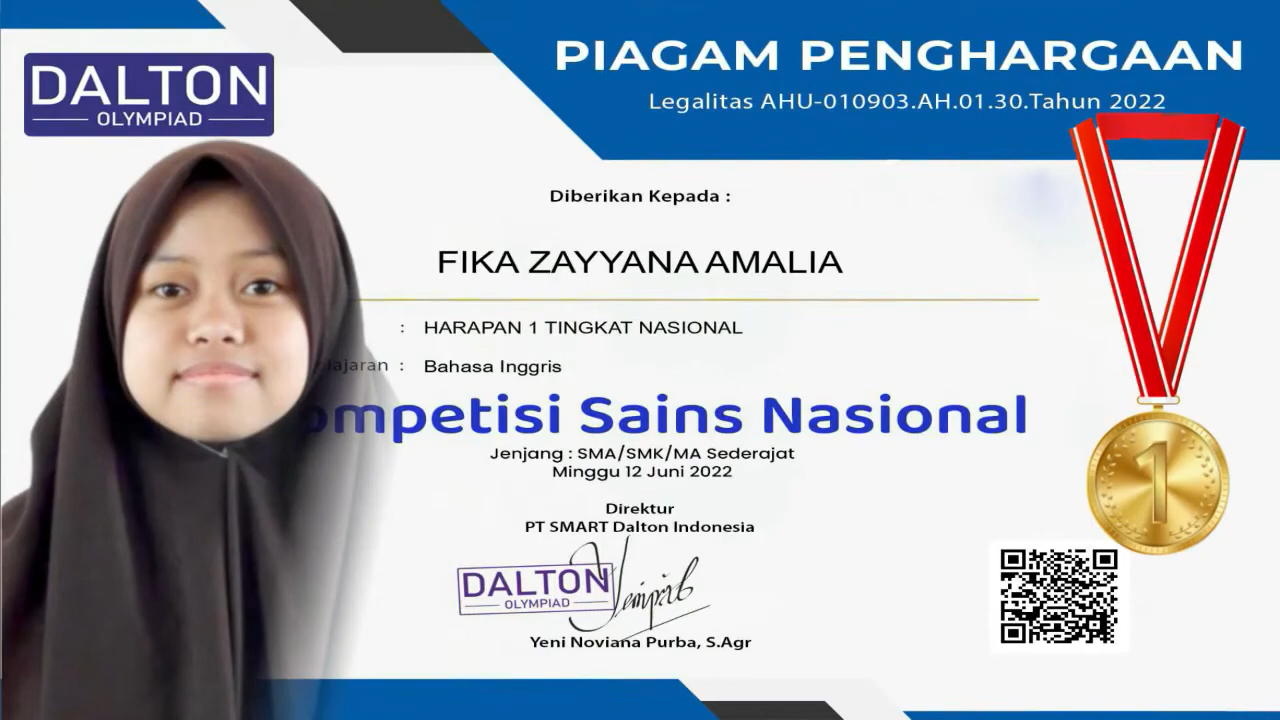 DALTON
OLYMPIAD
PIAGAM PENGHARGAAN
Legalitas AHU-010903.AH.01.30.Tahun 2022
Diberikan Kepada :
FIKA ZAYYANA AMALIA
: HARAPAN 1 TINGKAT NASIONAL
lajaran : Bahasa Inggris
ompetisi Sains Nasional
Jenjang : SMA/SMK/MA Sederajat
Minggu 12 Juni 2022
Direktur
PT SMART Dalton Indonesia
DALTON
OLYMPIAD
Yeni Noviana Purba, S.Agr
1